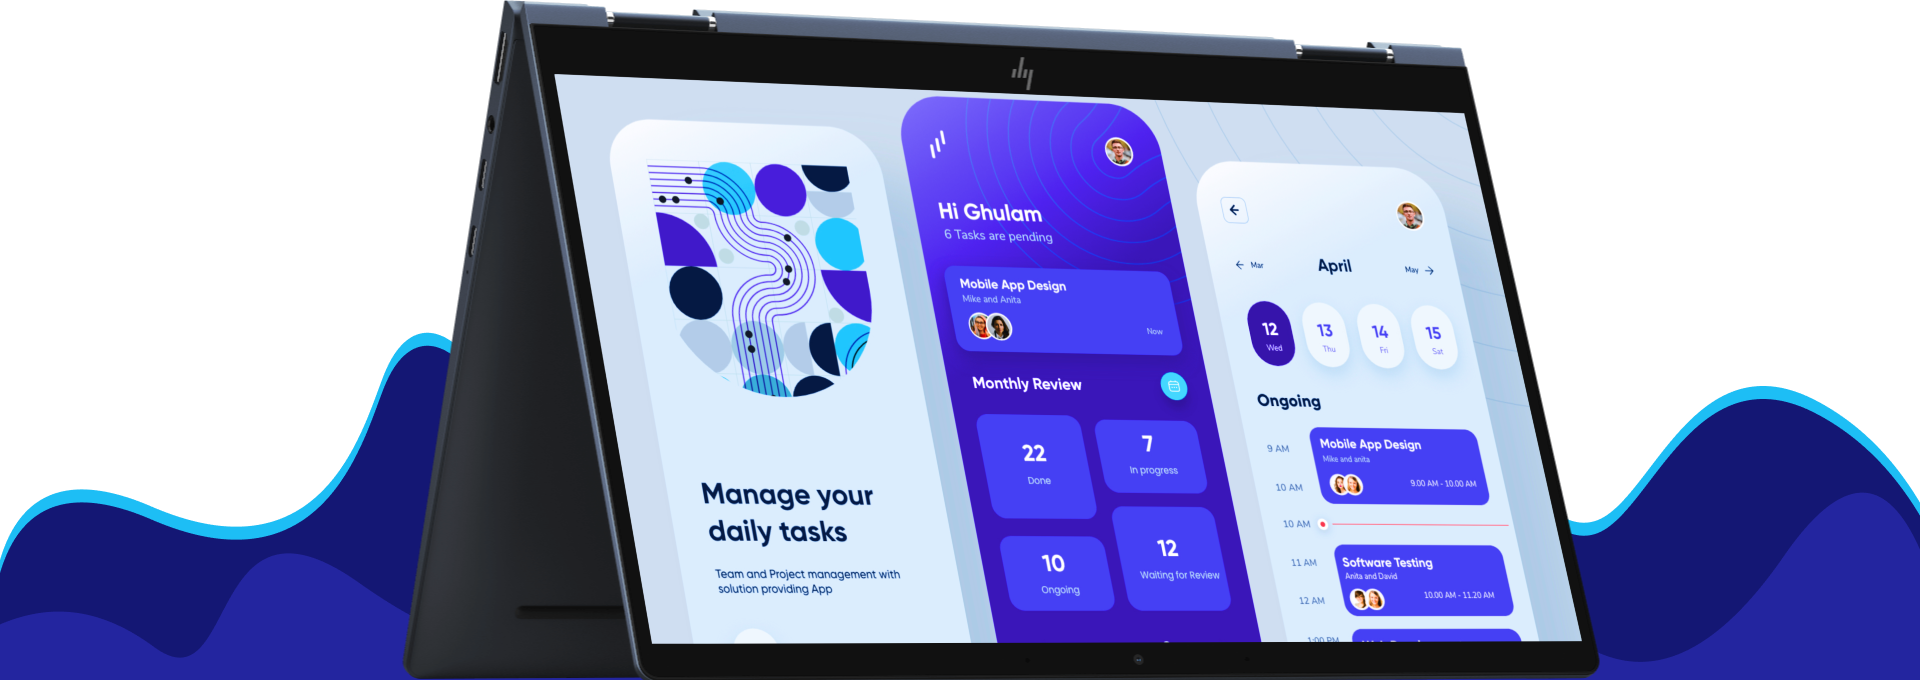 Manage your
daily tasks
Team and Project management with
solution providing App
Hi Ghulam
6 Tasks are pending
Mobile App Design
Mike and Anita
Now
Monthly Review
22
Done
7
In progress
10
Ongoing
12
Waiting for Review
Mar
April
May
12
Wed
13
Thu
14
Fri
15
Sat
Ongoing
9 AM
Mobile App Design
Mike and anita
9.00 AM - 10.00 AM
10 AM
10 AM
11 AM
Software Testing
Anita and David
10.00 AM - 11.20 AM
12 AM
1:00 PM